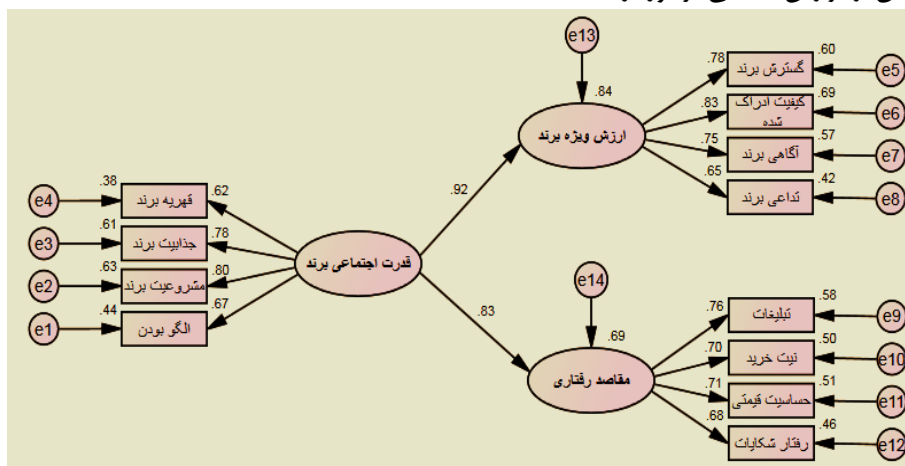 e13
.84
ارزش ویژه برند
.78
گسترش برند
.60
e5
.83
کیفیت ادراک
شده
.69
e6
.75
آگاهی برند
.57
e7
.65
تداعی برند
.42
e8
.92
e4
.38
قهریه برند
.62
e3
.61
جذابیت برند
.78
e2
.63
مشروعیت برند
.80
e1
.44
الگو بودن
.67
قدرت اجتماعی برند
.83
e14
.69
مقاصد رفتاری
.76
تبلیغات
.58
e9
.70
نیت خرید
.50
e10
.71
حساسیت قیمتی
.51
e11
.68
رفتار شکایات
.46
e12